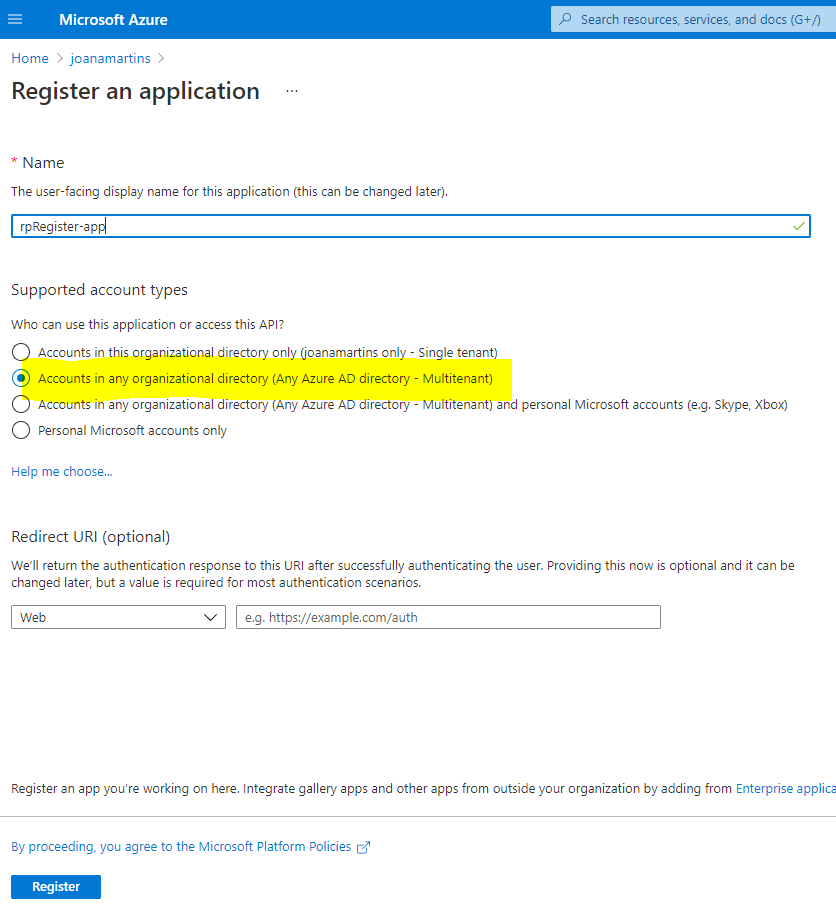 Microsoft Azure
Search resources, services, and docs (G+/)
Home > joanamartins >
Register an application ...
* Name
The user-facing display name for this application (this can be changed later).
rpRegister-app
Supported account types
Who can use this application or access this API?
Accounts in this organizational directory only (joanamartins only - Single tenant)
Accounts in any organizational directory (Any Azure AD directory - Multitenant)
Accounts in any organizational directory (Any Azure AD directory - Multitenant) and personal Microsoft accounts (e.g. Skype, Xbox)
Personal Microsoft accounts only
Help me choose...
Redirect URI (optional)
We'll return the authentication response to this URI after successfully authenticating the user. Providing this now is optional and it can be
changed later, but a value is required for most authentication scenarios.
Web
e.g. https://example.com/auth
Register an app you're working on here. Integrate gallery apps and other apps from outside your organization by adding from Enterprise applica
By proceeding, you agree to the Microsoft Platform Policies
Register